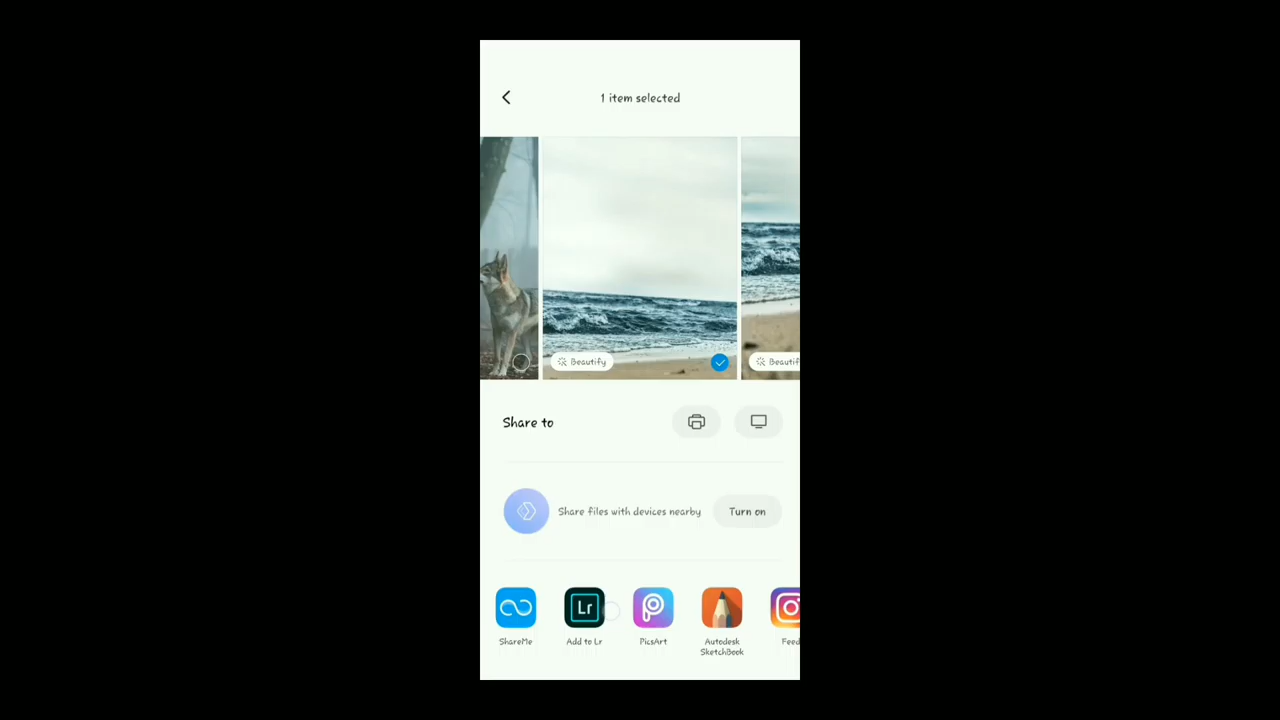 1 item selected
Beautify
Beautif
Share to
Share files with devices nearby
Turn on
Lr
ShareMe
Add to Lr
PicsArt
Autodesk
SketchBook
Feed